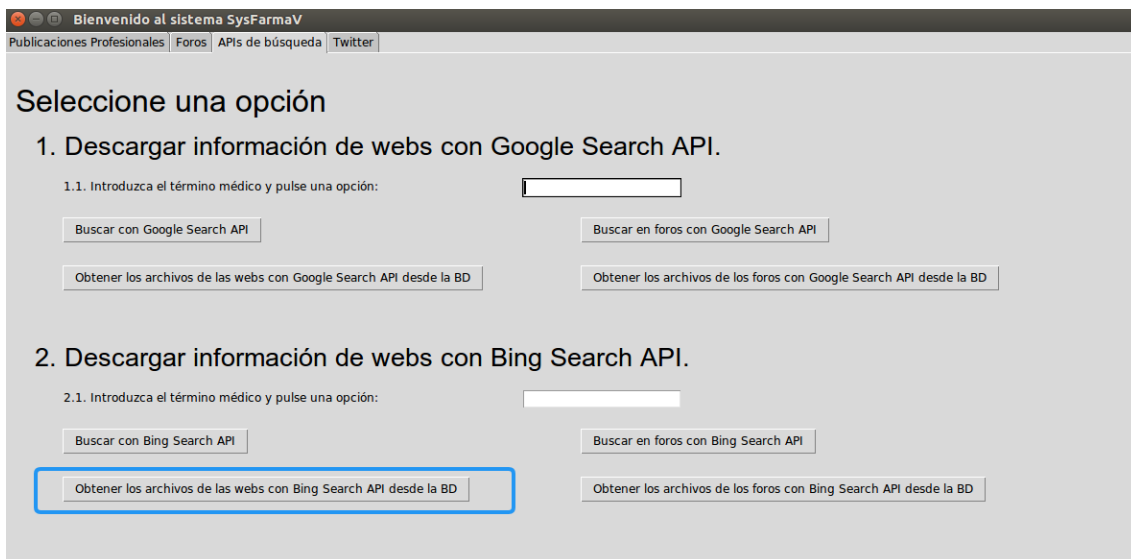 Bienvenido al sistema SysFarmaV
Publicaciones Profesionales Foros APIs de búsqueda Twitter
Seleccione una opción
1. Descargar información de webs con Google Search API.
1.1. Introduzca el término médico y pulse una opción:
Buscar con Google Search API Buscar en foros con Google Search API
Obtener los archivos de las webs con Google Search API desde la BD Obtener los archivos de los foros con Google Search API desde la BD
2. Descargar información de webs con Bing Search API.
2.1. Introduzca el término médico y pulse una opción:
Buscar con Bing Search API Buscar en foros con Bing Search API
Obtener los archivos de las webs con Bing Search API desde la BD Obtener los archivos de los foros con Bing Search API desde la BD